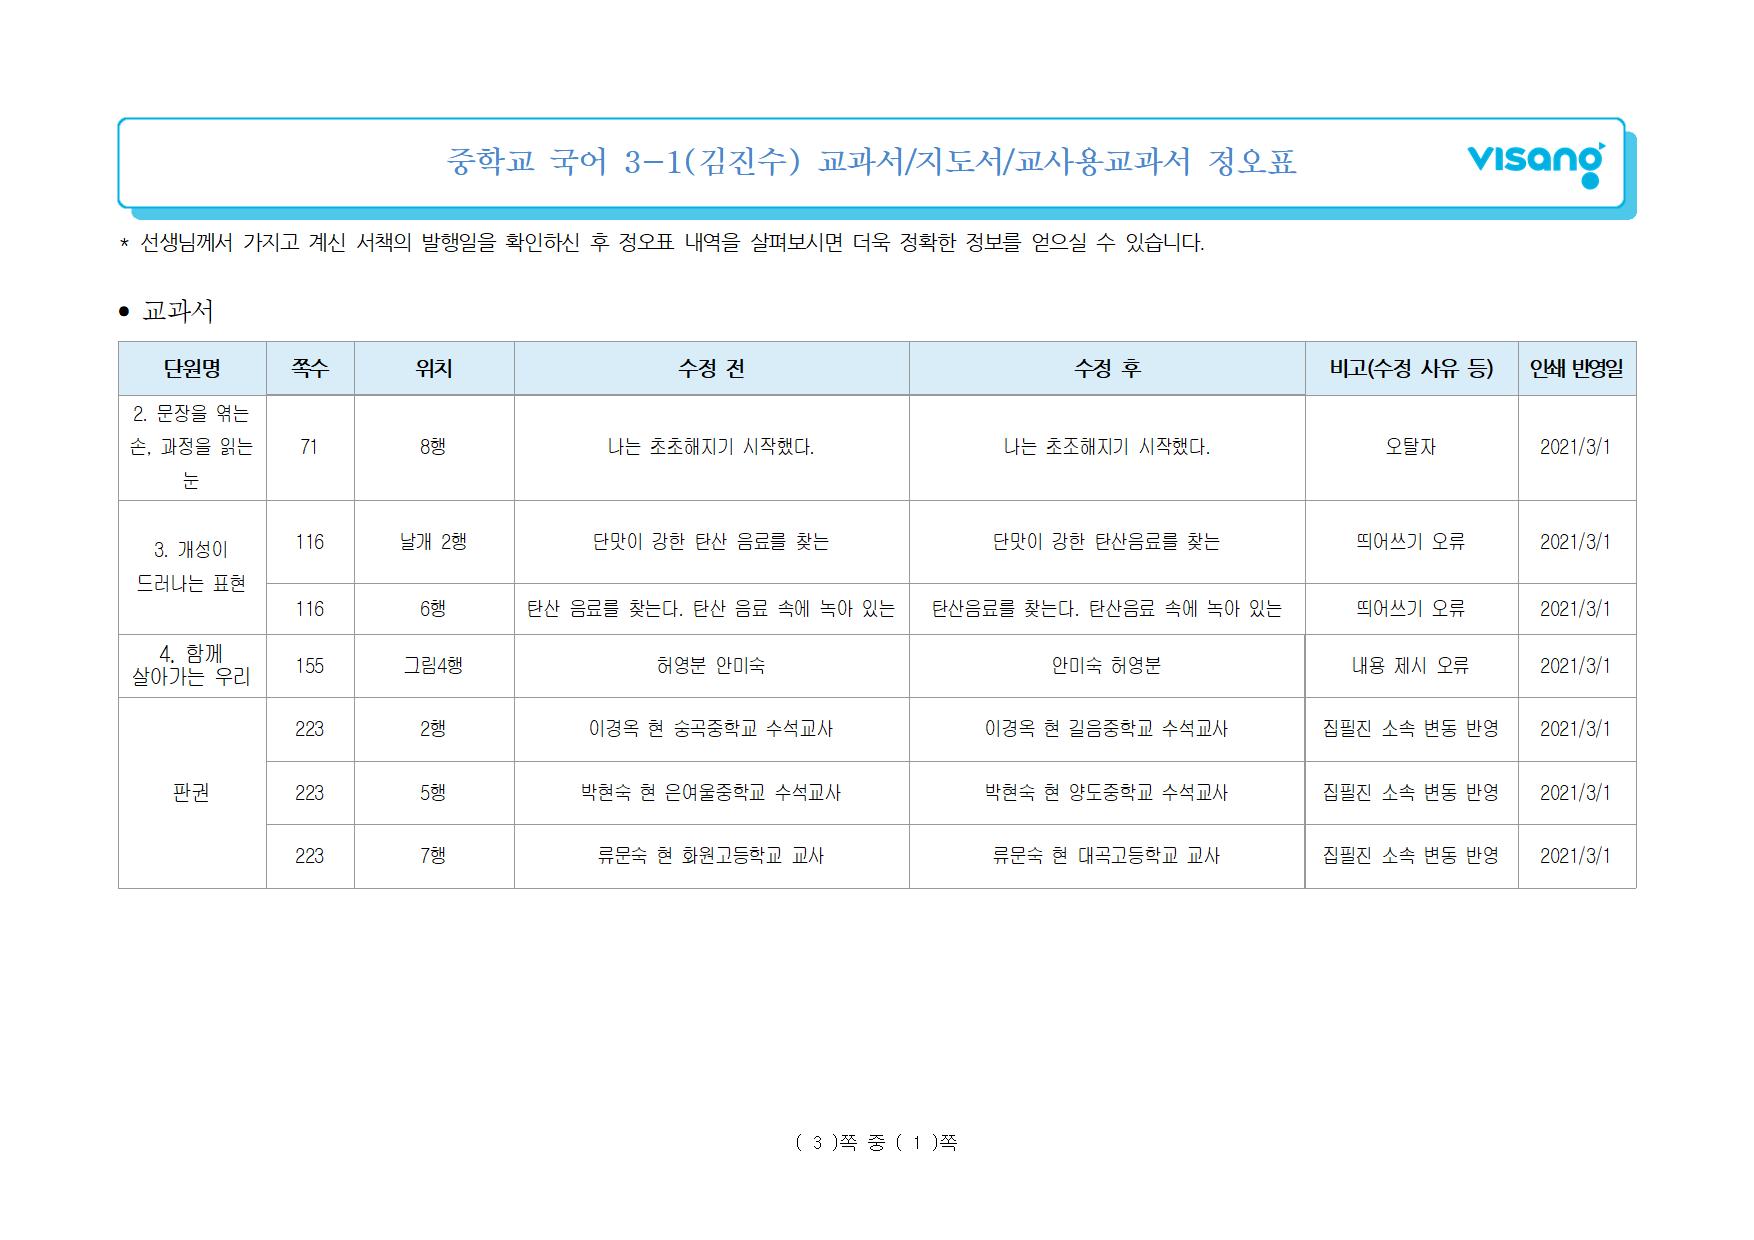 중학교 국어 3-1(김진수) 교과서/지도서/교사용교과서 정오표
visang
* 선생님께서 가지고 계신 서책의 발행일을 확인하신 후 정오표 내역을 살펴보시면 더욱 정확한 정보를 얻으실 수 있습니다.
• 교과서
단원명 쪽수 위치 수정 전 수정 후 비고(수정 사유 등) 인쇄 반영일
2. 문장을 엮는
손, 과정을 읽는
눈
71 8행 나는 초초해지기 시작했다. 나는 초조해지기 시작했다. 오탈자 2021/3/1
3. 개성이
드러나는 표현
116 날개 2행 단맛이 강한 탄산 음료를 찾는 단맛이 강한 탄산음료를 찾는 띄어쓰기 오류 2021/3/1
116 6행 탄산 음료를 찾는다. 탄산 음료 속에 녹아 있는 탄산음료를 찾는다. 탄산음료 속에 녹아 있는 띄어쓰기 오류 2021/3/1
4. 함께
살아가는 우리
155 그림4행 허영분 안미숙 안미숙 허영분 내용 제시 오류 2021/3/1
판권
223 2행 이경옥 현 숭곡중학교 수석교사 이경옥 현 길음중학교 수석교사 집필진 소속 변동 반영 2021/3/1
223 5행 박현숙 현 은여울중학교 수석교사 박현숙 현 양도중학교 수석교사 집필진 소속 변동 반영 2021/3/1
223 7행 류문숙 현 화원고등학교 교사 류문숙 현 대곡고등학교 교사 집필진 소속 변동 반영 2021/3/1
( 3 )쪽 중 ( 1 )쪽